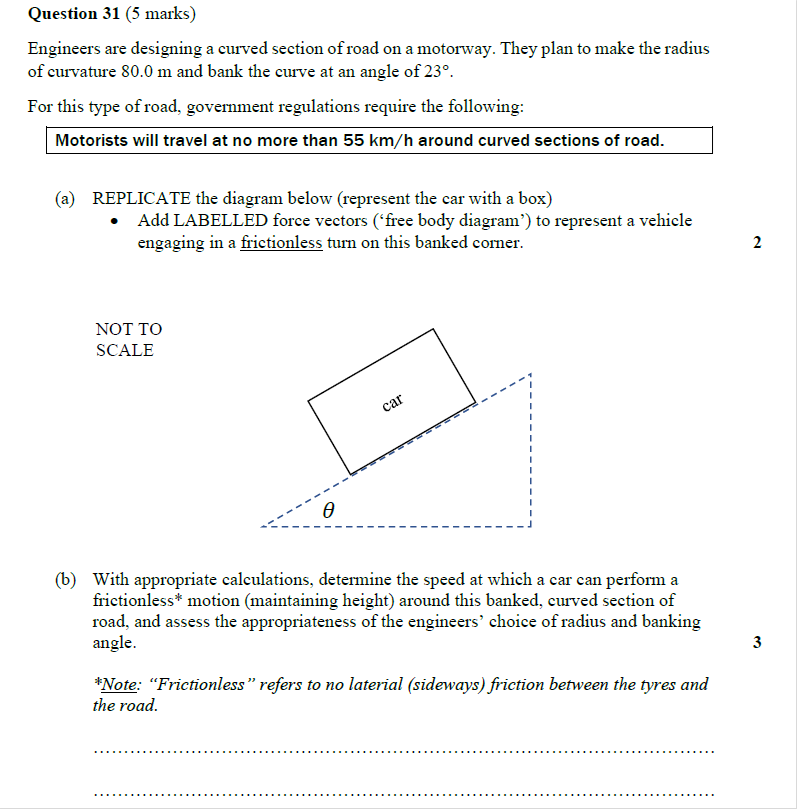 Question 31 (5 marks)
Engineers are designing a curved section of road on a motorway. They plan to make the radius
of curvature 80.0 m and bank the curve at an angle of 23°.
For this type of road, government regulations require the following:
Motorists will travel at no more than 55 km/h around curved sections of road.
(a) REPLICATE the diagram below (represent the car with a box)
• Add LABELLED force vectors (‘free body diagram’) to represent a vehicle
engaging in a frictionless turn on this banked corner. 2
NOT TO
SCALE
car
θ
(b) With appropriate calculations, determine the speed at which a car can perform a
frictionless* motion (maintaining height) around this banked, curved section of
road, and assess the appropriateness of the engineers’ choice of radius and banking
angle. 3
*Note: “Frictionless” refers to no laterial (sideways) friction between the tyres and
the road.